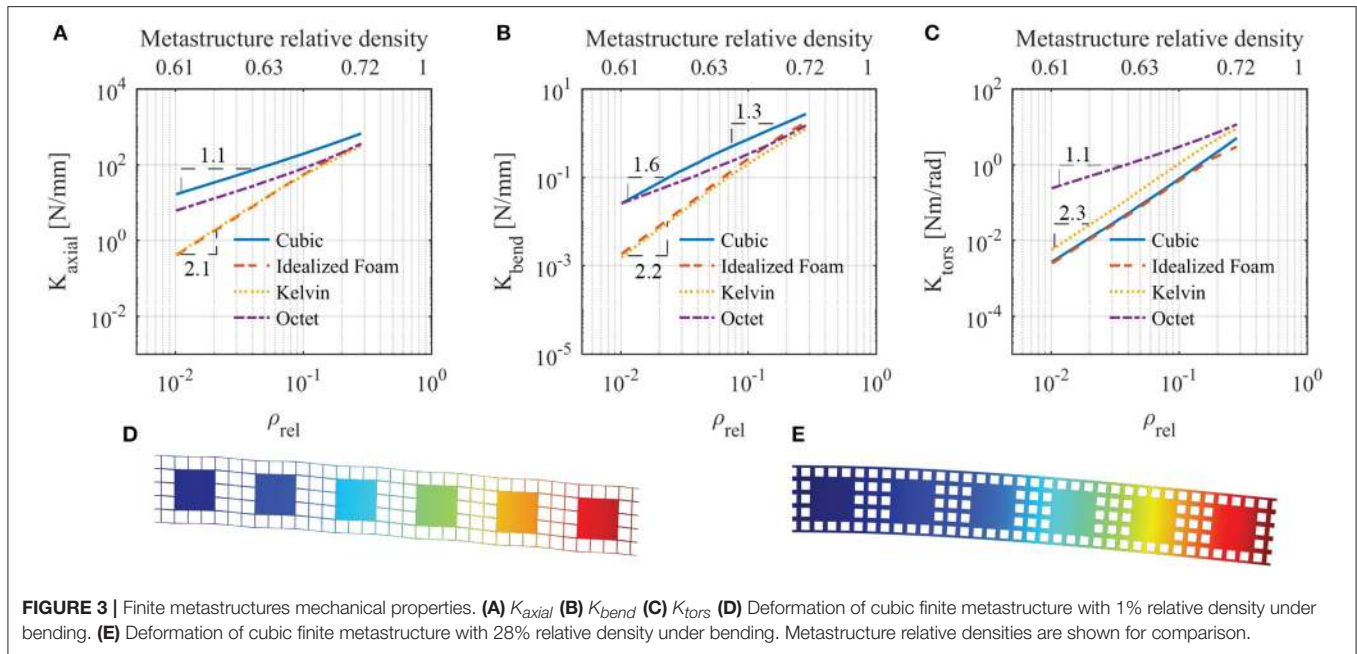 A
Metastructure relative density
0.61 0.63 0.72 1
10^4
10^2
10^0
10^-2
K_axial [N/mm]
1.1
2.1
Cubic
Idealized Foam
Kelvin
Octet
10^-2 10^-1 10^0
ρ_rel
B
Metastructure relative density
0.61 0.63 0.72 1
10^1
10^-1
10^-3
10^-5
K_bend [N/mm]
1.3
1.6
2.2
Cubic
Idealized Foam
Kelvin
Octet
10^-2 10^-1 10^0
ρ_rel
C
Metastructure relative density
0.61 0.63 0.72 1
10^2
10^0
10^-2
10^-4
K_tors [Nm/rad]
1.1
2.3
Cubic
Idealized Foam
Kelvin
Octet
10^-2 10^-1 10^0
ρ_rel
D
E
FIGURE 3 | Finite metastructures mechanical properties. (A) K_axial (B) K_bend (C) K_tors (D) Deformation of cubic finite metastructure with 1% relative density under
bending. (E) Deformation of cubic finite metastructure with 28% relative density under bending. Metastructure relative densities are shown for comparison.